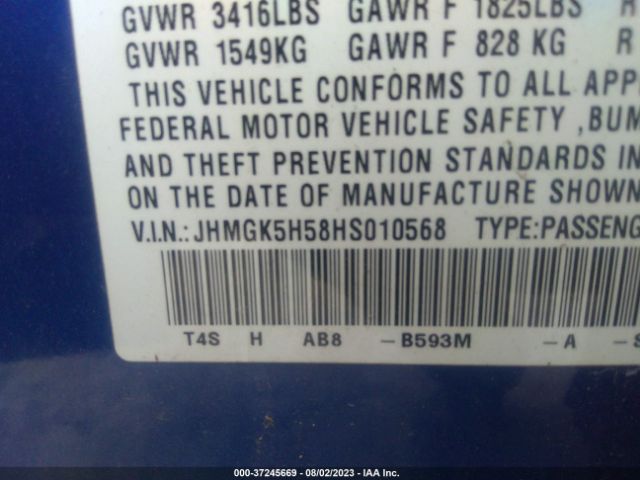 GVWR 3416LBS GAWR F 1825LBS R
GVWR 1549KG GAWR F 828 KG R
THIS VEHICLE CONFORMS TO ALL
FEDERAL MOTOR VEHICLE SAFETY ,BUM
AND THEFT PREVENTION STANDARDS IN
ON THE DATE OF MANUFACTURE SHOWN
V.I.N.: JHMGK5H58HS010568 TYPE:PASSENG
T4S H AB8 -B593M -A -S
000-37245669 - 08/02/2023 - IAA Inc.